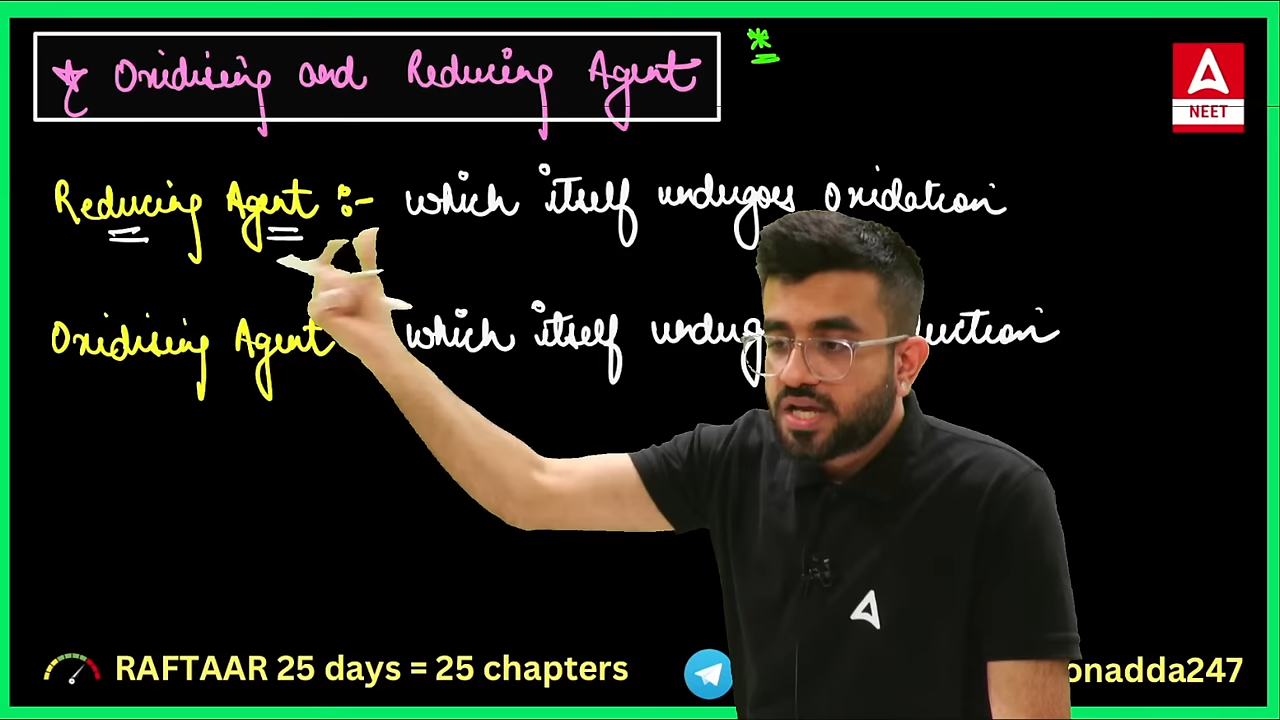 Oxidising and Reducing Agent
NEET
Reducing Agent :- which itself undergoes oxidation
Oxidising Agent which itself
RAFTAAR 25 days = 25 chapters
onadda247